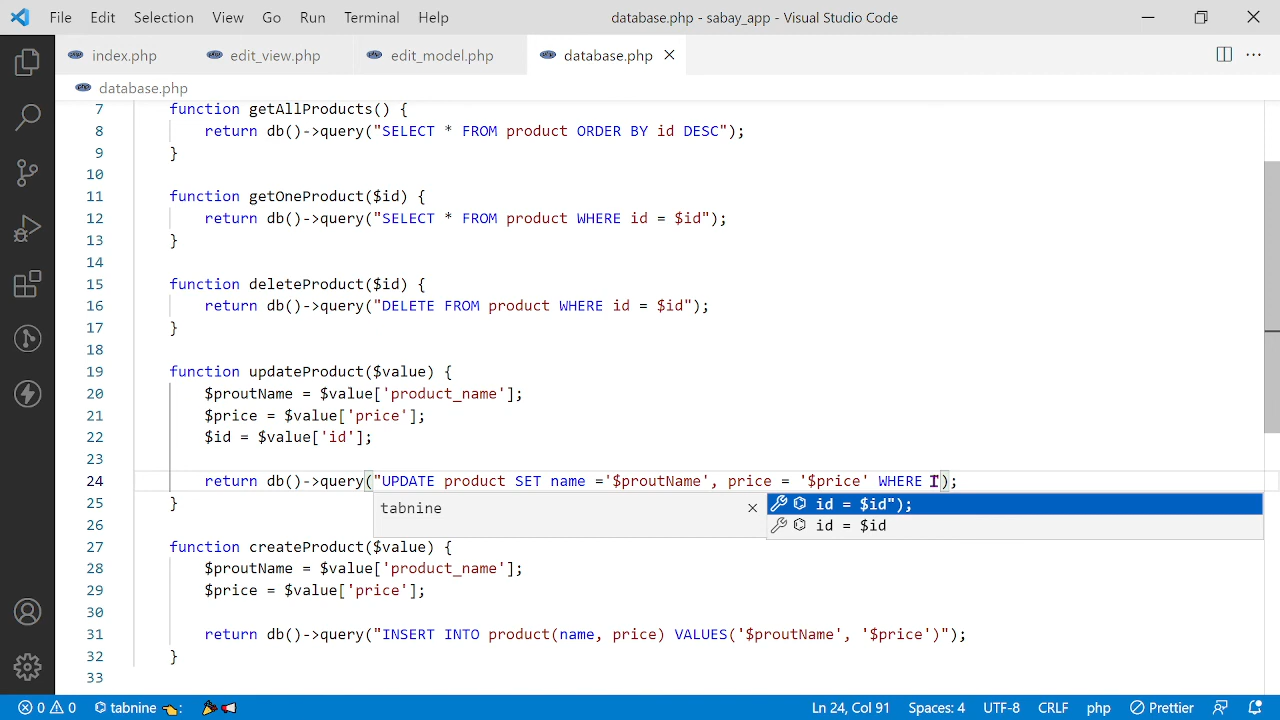 File Edit Selection View Go Run Terminal Help database.php - sabay_app - Visual Studio Code
index.php edit_view.php edit_model.php database.php
database.php
7 function getAllProducts() {
8 return db()->query("SELECT * FROM product ORDER BY id DESC");
9 }
10
11 function getOneProduct($id) {
12 return db()->query("SELECT * FROM product WHERE id = $id");
13 }
14
15 function deleteProduct($id) {
16 return db()->query("DELETE FROM product WHERE id = $id");
17 }
18
19 function updateProduct($value) {
20 $proutName = $value['product_name'];
21 $price = $value['price'];
22 $id = $value['id'];
23
24 return db()->query("UPDATE product SET name ='$proutName', price = '$price' WHERE ");
tabnine id = $id");
id = $id
25 }
26
27 function createProduct($value) {
28 $proutName = $value['product_name'];
29 $price = $value['price'];
30
31 return db()->query("INSERT INTO product(name, price) VALUES('$proutName', '$price')");
32 }
33
0 0 tabnine Ln 24, Col 91 Spaces: 4 UTF-8 CRLF php Prettier